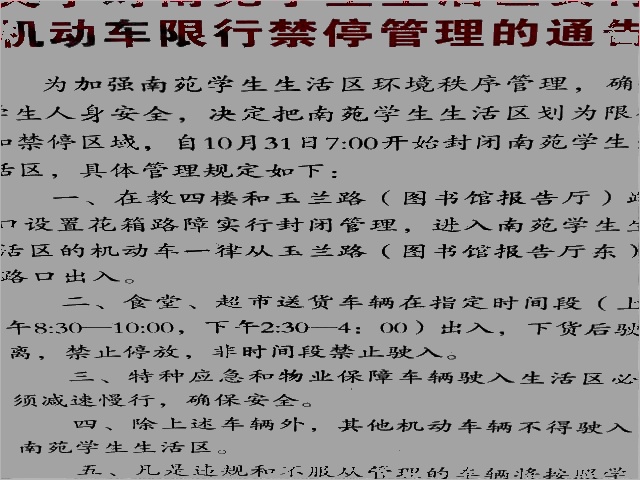 机动车限行禁停管理的通告
为加强南苑学生生活区环境秩序管理，确
学生人身安全，决定把南苑学生生活区划为限
和禁停区域，自10月31日7:00开始封闭南苑学生
活区，具体管理规定如下：
一、在教四楼和玉兰路（图书馆报告厅）
口设置花箱路障实行封闭管理，进入南苑学生
活区的机动车一律从玉兰路（图书馆报告厅东）
路口出入。
二、食堂、超市送货车辆在指定时间段（上
午8:30—10:00，下午2:30—4：00）出入，下货后驶
离，禁止停放，非时间段禁止驶入。
三、特种应急和物业保障车辆驶入生活区必
须减速慢行，确保安全。
四、除上述车辆外，其他机动车辆不得驶入
南苑学生生活区。
五、凡是违规和不服从管理的车辆将按照学